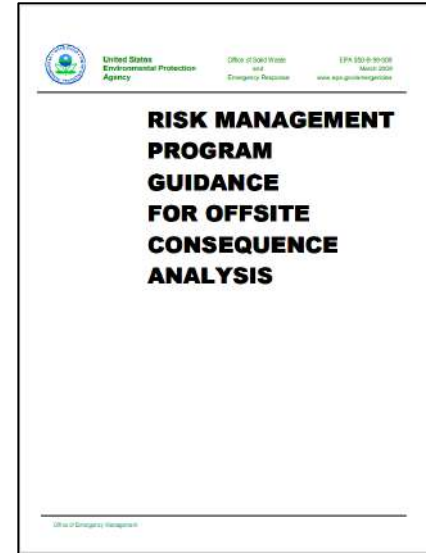 United States
Environmental Protection
Agency
Office of Solid Waste
and
Emergency Response
EPA 550-B-99-009
March 2009
www.epa.gov/emergencies
RISK MANAGEMENT
PROGRAM
GUIDANCE
FOR OFFSITE
CONSEQUENCE
ANALYSIS
Office of Emergency Management